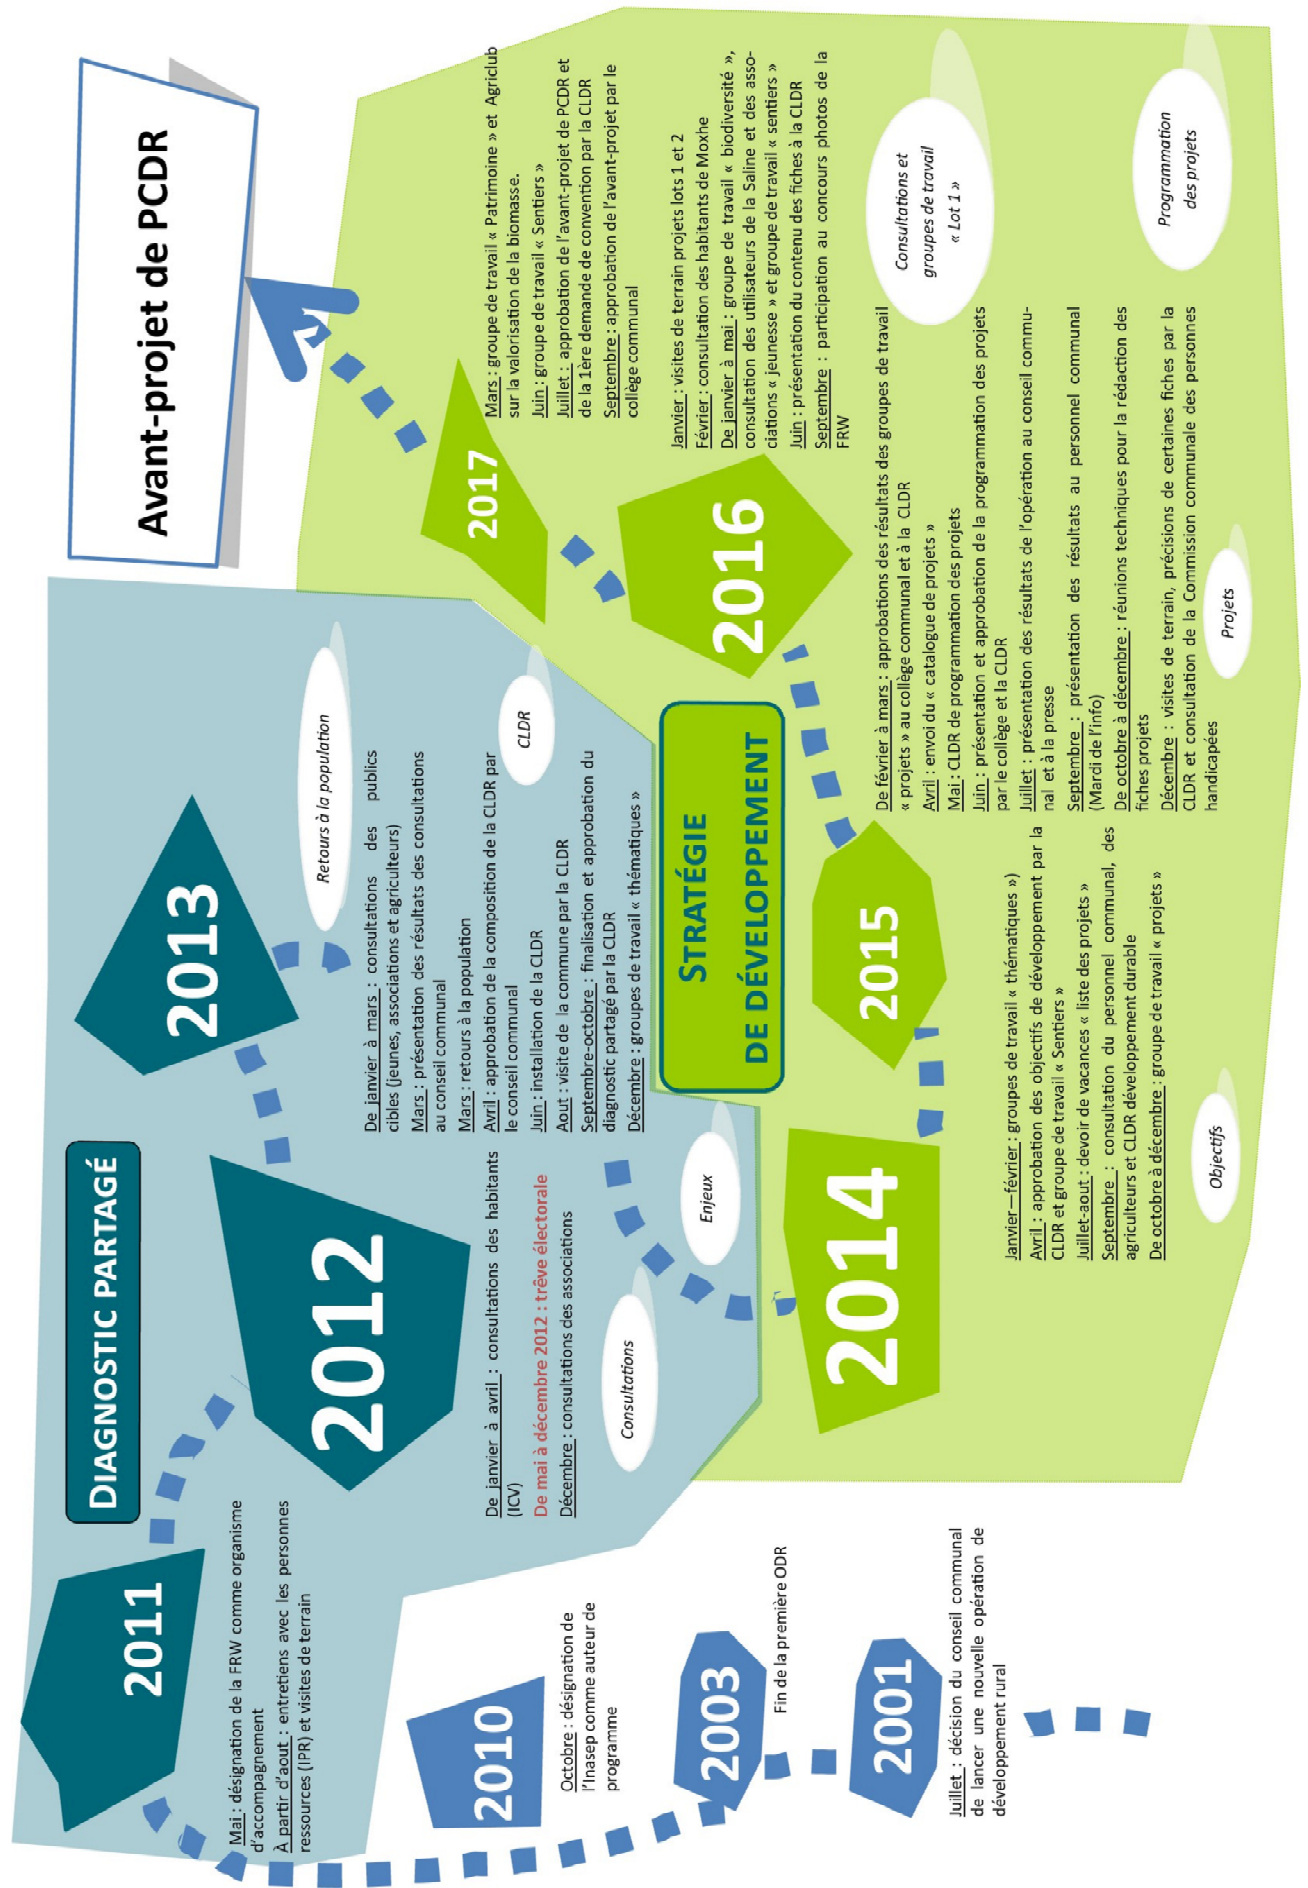 2001
Juillet : décision du conseil communal
de lancer une nouvelle opération de
développement rural
2003
Fin de la première ODR
2010
Octobre : désignation de
l'Inasep comme auteur de
programme
DIAGNOSTIC PARTAGÉ
2011
Mai : désignation de la FRW comme organisme
d'accompagnement
À partir d'aout : entretiens avec les personnes
ressources (IPR) et visites de terrain
2012
De janvier à avril : consultations des habitants
(ICV)
De mai à décembre 2012 : trêve électorale
Décembre : consultations des associations
Consultations
2013
De janvier à mars : consultations des publics
cibles (jeunes, associations et agriculteurs)
Mars : présentation des résultats des consultations
au conseil communal
Mars : retours à la population
Avril : approbation de la composition de la CLDR par
le conseil communal
Juin : installation de la CLDR
Aout : visite de la commune par la CLDR
Septembre-octobre : finalisation et approbation du
diagnostic partagé par la CLDR
Décembre : groupes de travail « thématiques »
Retours à la population
CLDR
Enjeux
STRATÉGIE
DE DÉVELOPPEMENT
2014
Janvier—février : groupes de travail « thématiques »)
Avril : approbation des objectifs de développement par la
CLDR et groupe de travail « Sentiers »
Juillet-aout : devoir de vacances « liste des projets »
Septembre : consultation du personnel communal, des
agriculteurs et CLDR développement durable
De octobre à décembre : groupe de travail « projets »
Objectifs
2015
De février à mars : approbations des résultats des groupes de travail
« projets » au collège communal et à la CLDR
Avril : envoi du « catalogue de projets »
Mai : CLDR de programmation des projets
Juin : présentation et approbation de la programmation des projets
par le collège et la CLDR
Juillet : présentation des résultats de l'opération au conseil commu-
nal et à la presse
Septembre : présentation des résultats au personnel communal
(Mardi de l'info)
De octobre à décembre : réunions techniques pour la rédaction des
fiches projets
Décembre : visites de terrain, précisions de certaines fiches par la
CLDR et consultation de la Commission communale des personnes
handicapées
Projets
2016
Janvier : visites de terrain projets lots 1 et 2
Février : consultation des habitants de Moxhe
De janvier à mai : groupe de travail « biodiversité »,
consultation des utilisateurs de la Saline et des asso-
ciations « jeunesse » et groupe de travail « sentiers »
Juin : présentation du contenu des fiches à la CLDR
Septembre : participation au concours photos de la
FRW
Consultations et
groupes de travail
« Lot 1 »
Programmation
des projets
2017
Mars : groupe de travail « Patrimoine » et Agriclub
sur la valorisation de la biomasse.
Juin : groupe de travail « Sentiers »
Juillet : approbation de l'avant-projet de PCDR et
de la 1ère demande de convention par la CLDR
Septembre : approbation de l'avant-projet par le
collège communal
Avant-projet de PCDR